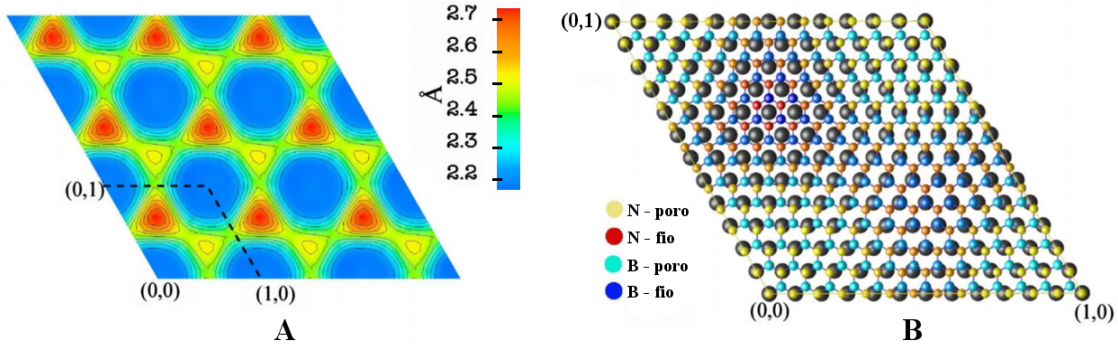 2.7
2.6
2.5
2.4
2.3
2.2
Å
(0,1)
(0,0)
(1,0)
A
(0,1)
N - poro
N - fio
B - poro
B - fio
(0,0)
(1,0)
B